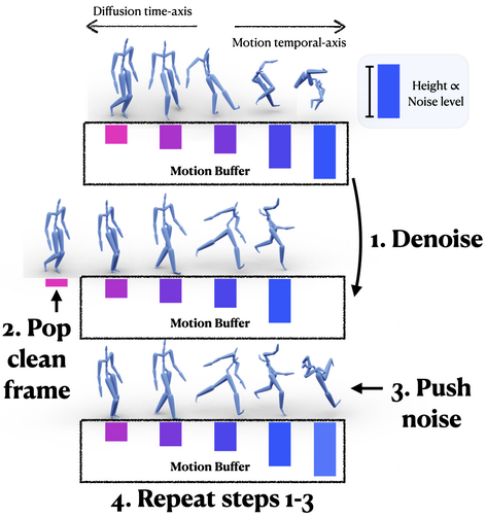 Diffusion time-axis
Motion temporal-axis
Height ∝
Noise level
Motion Buffer
1. Denoise
Motion Buffer
2. Pop
clean
frame
3. Push
noise
Motion Buffer
4. Repeat steps 1-3